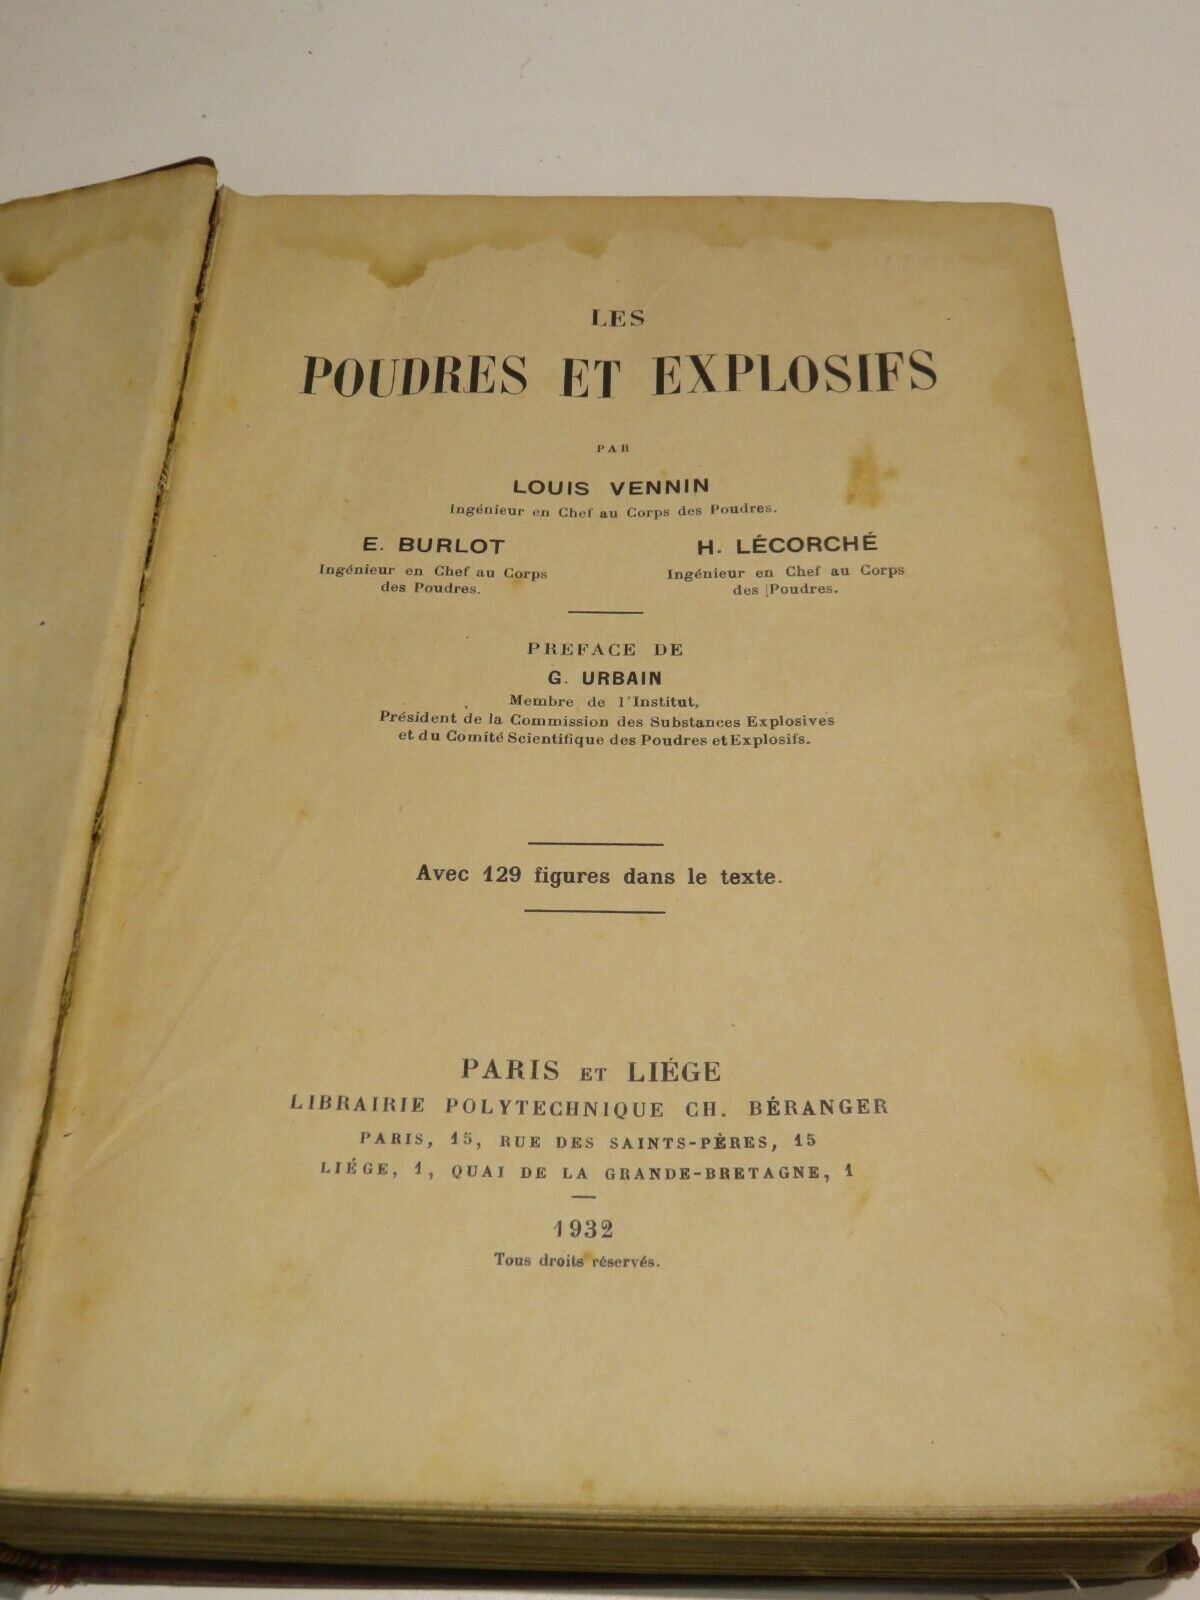 LES
POUDRES ET EXPLOSIFS
PAR
LOUIS VENNIN
Ingénieur en Chef au Corps des Poudres.
E. BURLOT
Ingénieur en Chef au Corps
des Poudres.
H. LÉCORCHÉ
Ingénieur en Chef au Corps
des Poudres.
PREFACE DE
G. URBAIN
Membre de l'Institut,
Président de la Commission des Substances Explosives
et du Comité Scientifique des Poudres et Explosifs.
Avec 129 figures dans le texte.
PARIS ET LIÉGE
LIBRAIRIE POLYTECHNIQUE CH. BÉRANGER
PARIS, 15, RUE DES SAINTS-PÈRES, 15
LIÉGE, 1, QUAI DE LA GRANDE-BRETAGNE, 1
1932
Tous droits réservés.